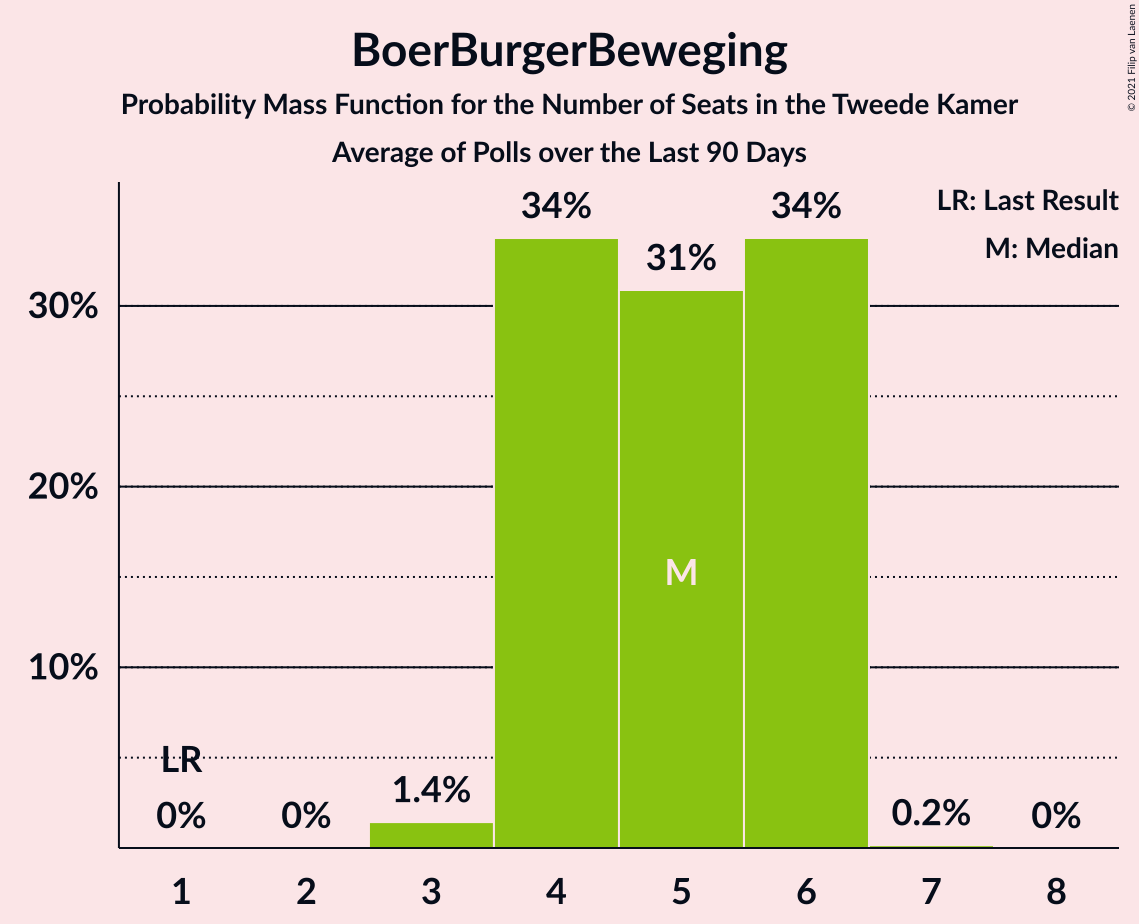 BoerBurgerBeweging
Probability Mass Function for the Number of Seats in the Tweede Kamer
Average of Polls over the Last 90 Days
© 2021 Filip van Laenen
LR: Last Result
M: Median
34%
31%
34%
30%
20%
10%
M
LR
0%
0%
1.4%
0.2%
0%
1
2
3
4
5
6
7
8